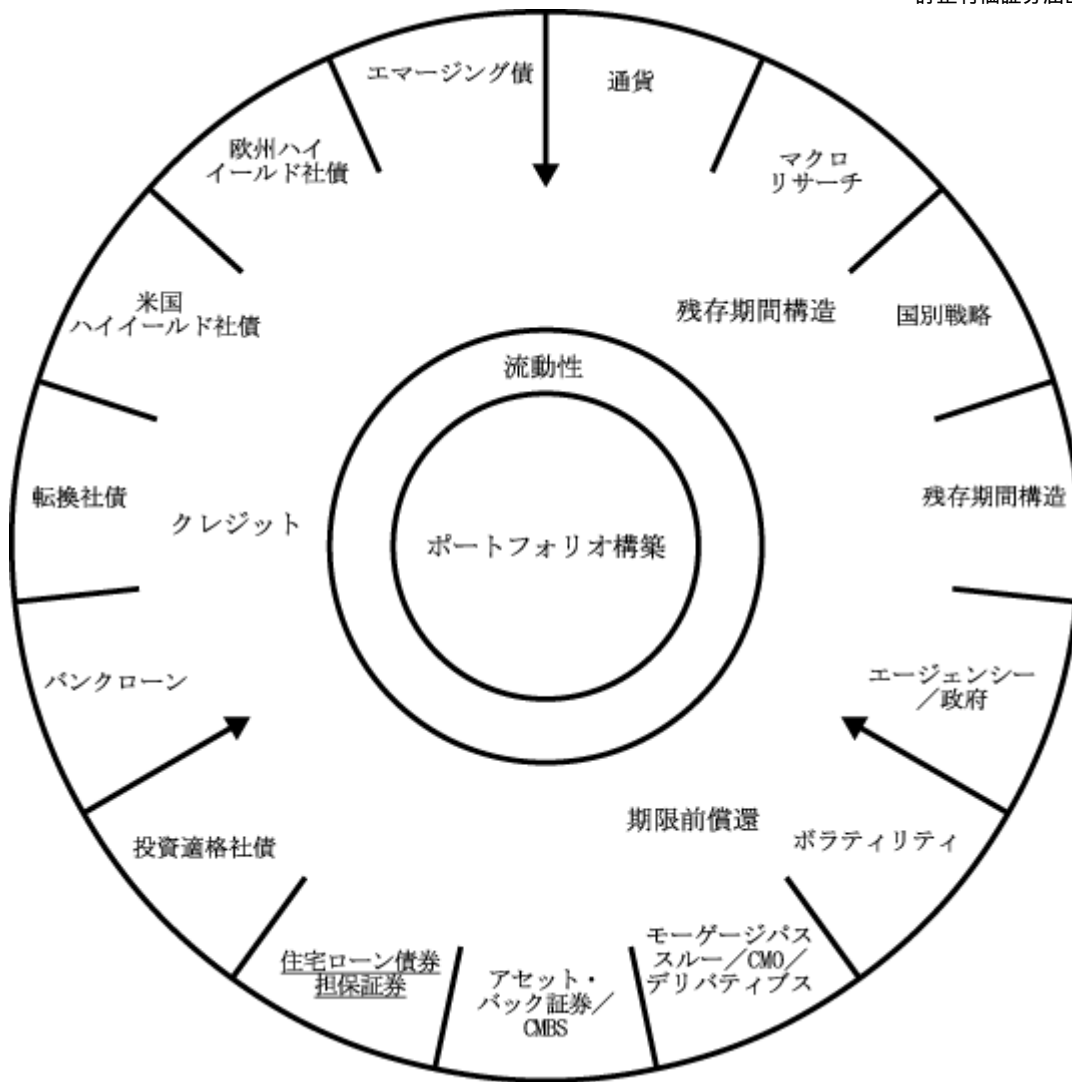 エマージング債
通貨
欧州ハイ
イールド社債
マクロ
リサーチ
米国
ハイイールド社債
残存期間構造
国別戦略
流動性
転換社債
クレジット
ポートフォリオ構築
残存期間構造
バンクローン
エージェンシー
／政府
投資適格社債
期限前償還
ボラティリティ
住宅ローン債券
担保証券
アセット・
バック証券／
CMBS
モーゲージパス
スルー／CMO／
デリバティブス